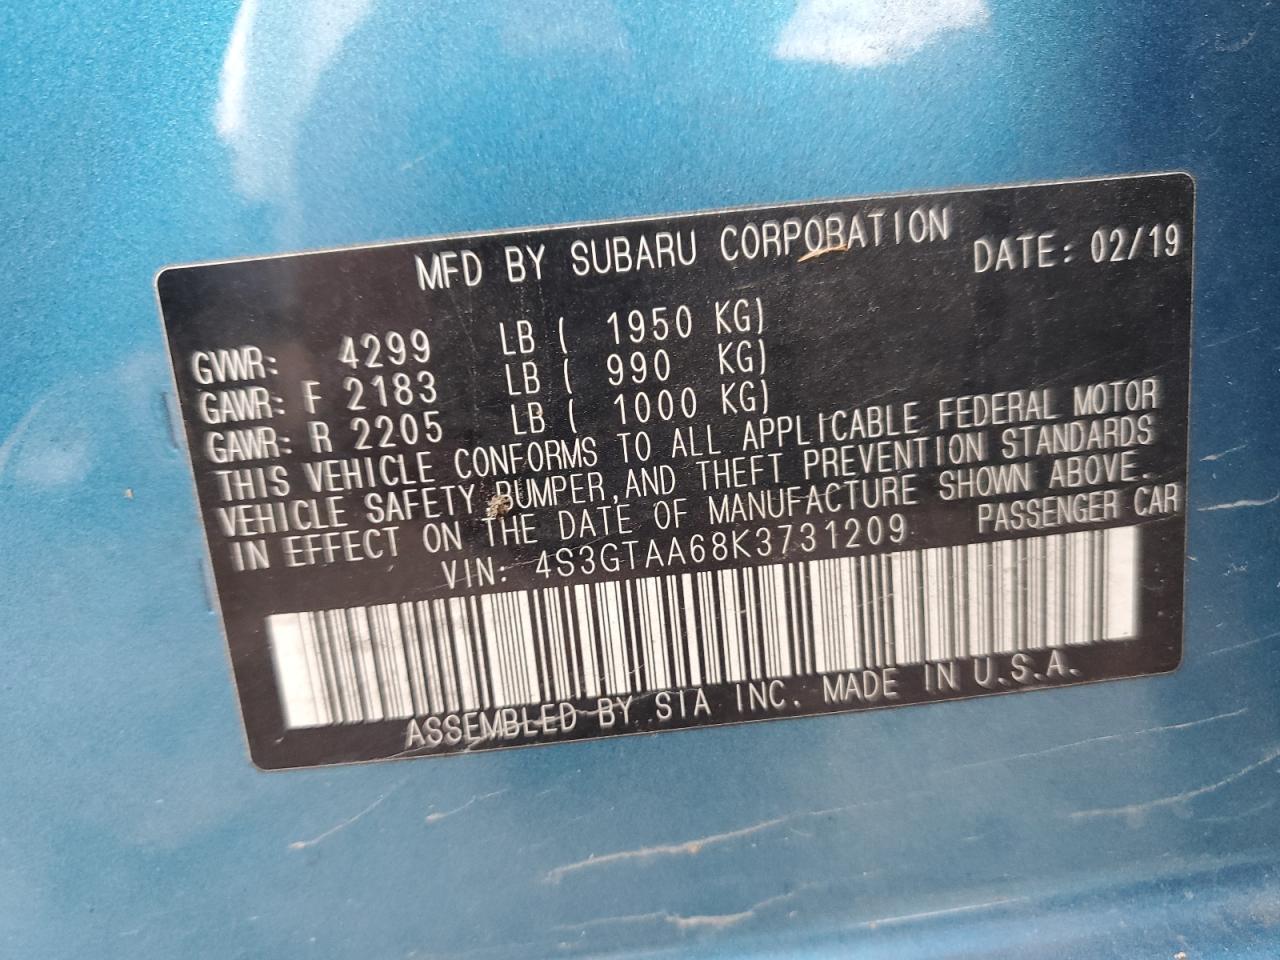 MFD BY SUBARU CORPORATION DATE: 02/19
GVWR: 4299 LB ( 1950 KG)
GAWR: F 2183 LB ( 990 KG)
GAWR: R 2205 LB ( 1000 KG)
THIS VEHICLE CONFORMS TO ALL APPLICABLE FEDERAL MOTOR
VEHICLE SAFETY, BUMPER, AND THEFT PREVENTION STANDARDS
IN EFFECT ON THE DATE OF MANUFACTURE SHOWN ABOVE.
VIN: 4S3GTAA68K3731209 PASSENGER CAR
ASSEMBLED BY SIA INC. MADE IN U.S.A.